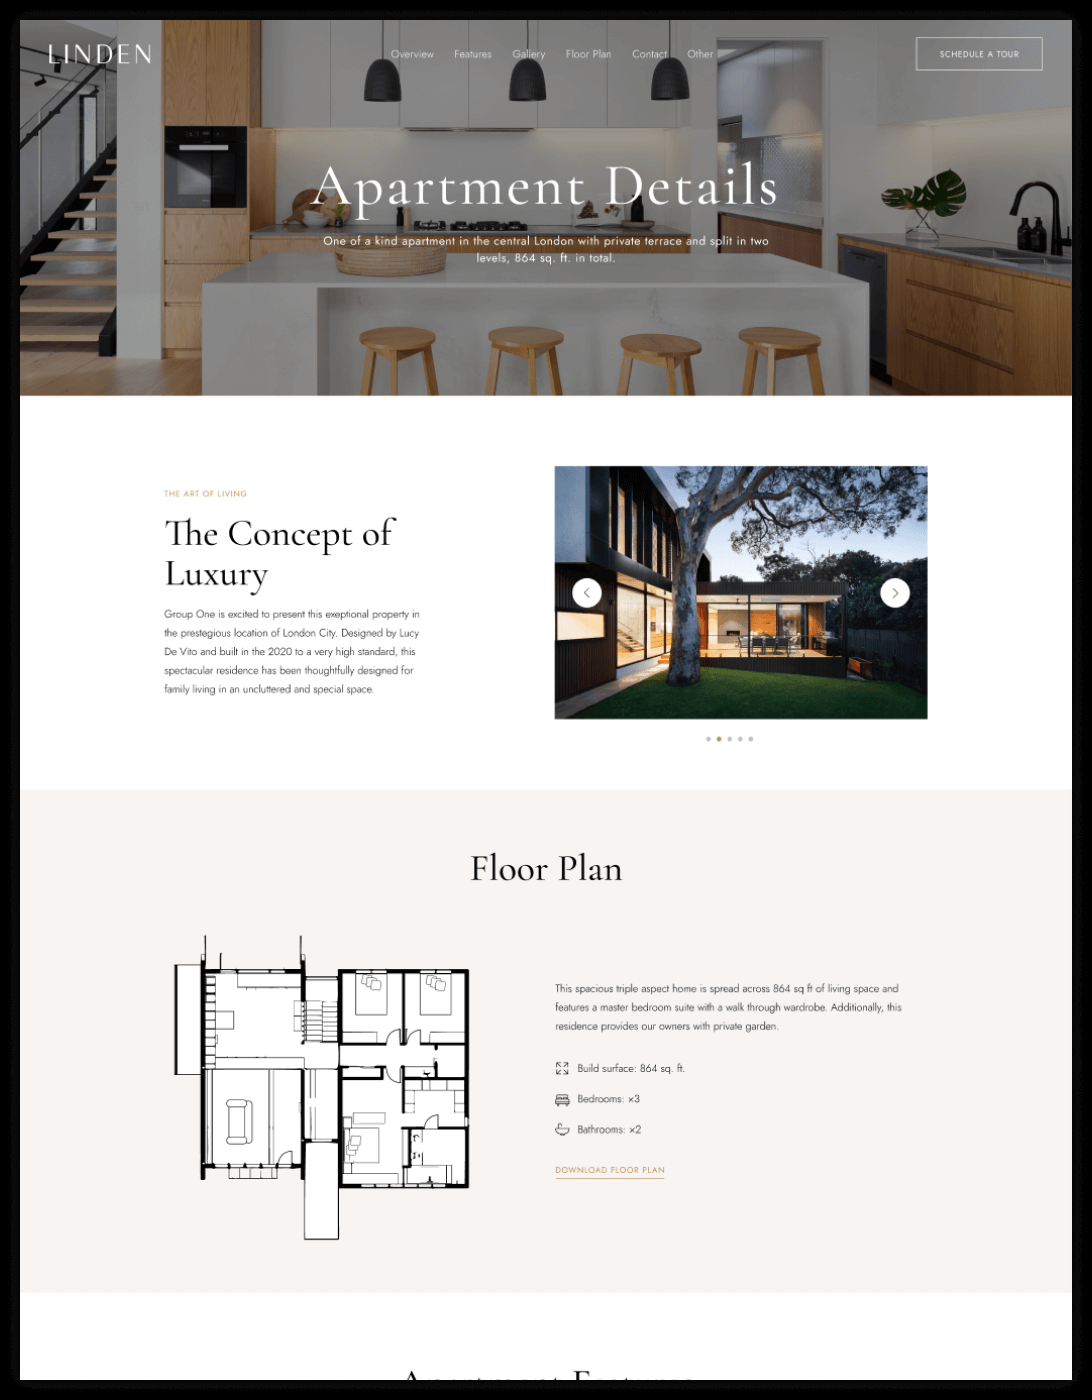 LINDEN
Overview Features Gallery Floor Plan Contact Other
SCHEDULE A TOUR
Apartment Details
One of a kind apartment in the central London with private terrace and split in two
levels, 864 sq. ft. in total.
THE ART OF LIVING
The Concept of
Luxury
Group One is excited to present this exeptional property in
the prestegious location of London City. Designed by Lucy
De Vito and built in the 2020 to a very high standard, this
spectacular residence has been thoughtfully designed for
family living in an uncluttered and special space.
Floor Plan
This spacious triple aspect home is spread across 864 sq ft of living space and
features a master bedroom suite with a walk through wardrobe. Additionally, this
residence provides our owners with private garden.
Build surface: 864 sq. ft.
Bedrooms: ×3
Bathrooms: ×2
DOWNLOAD FLOOR PLAN